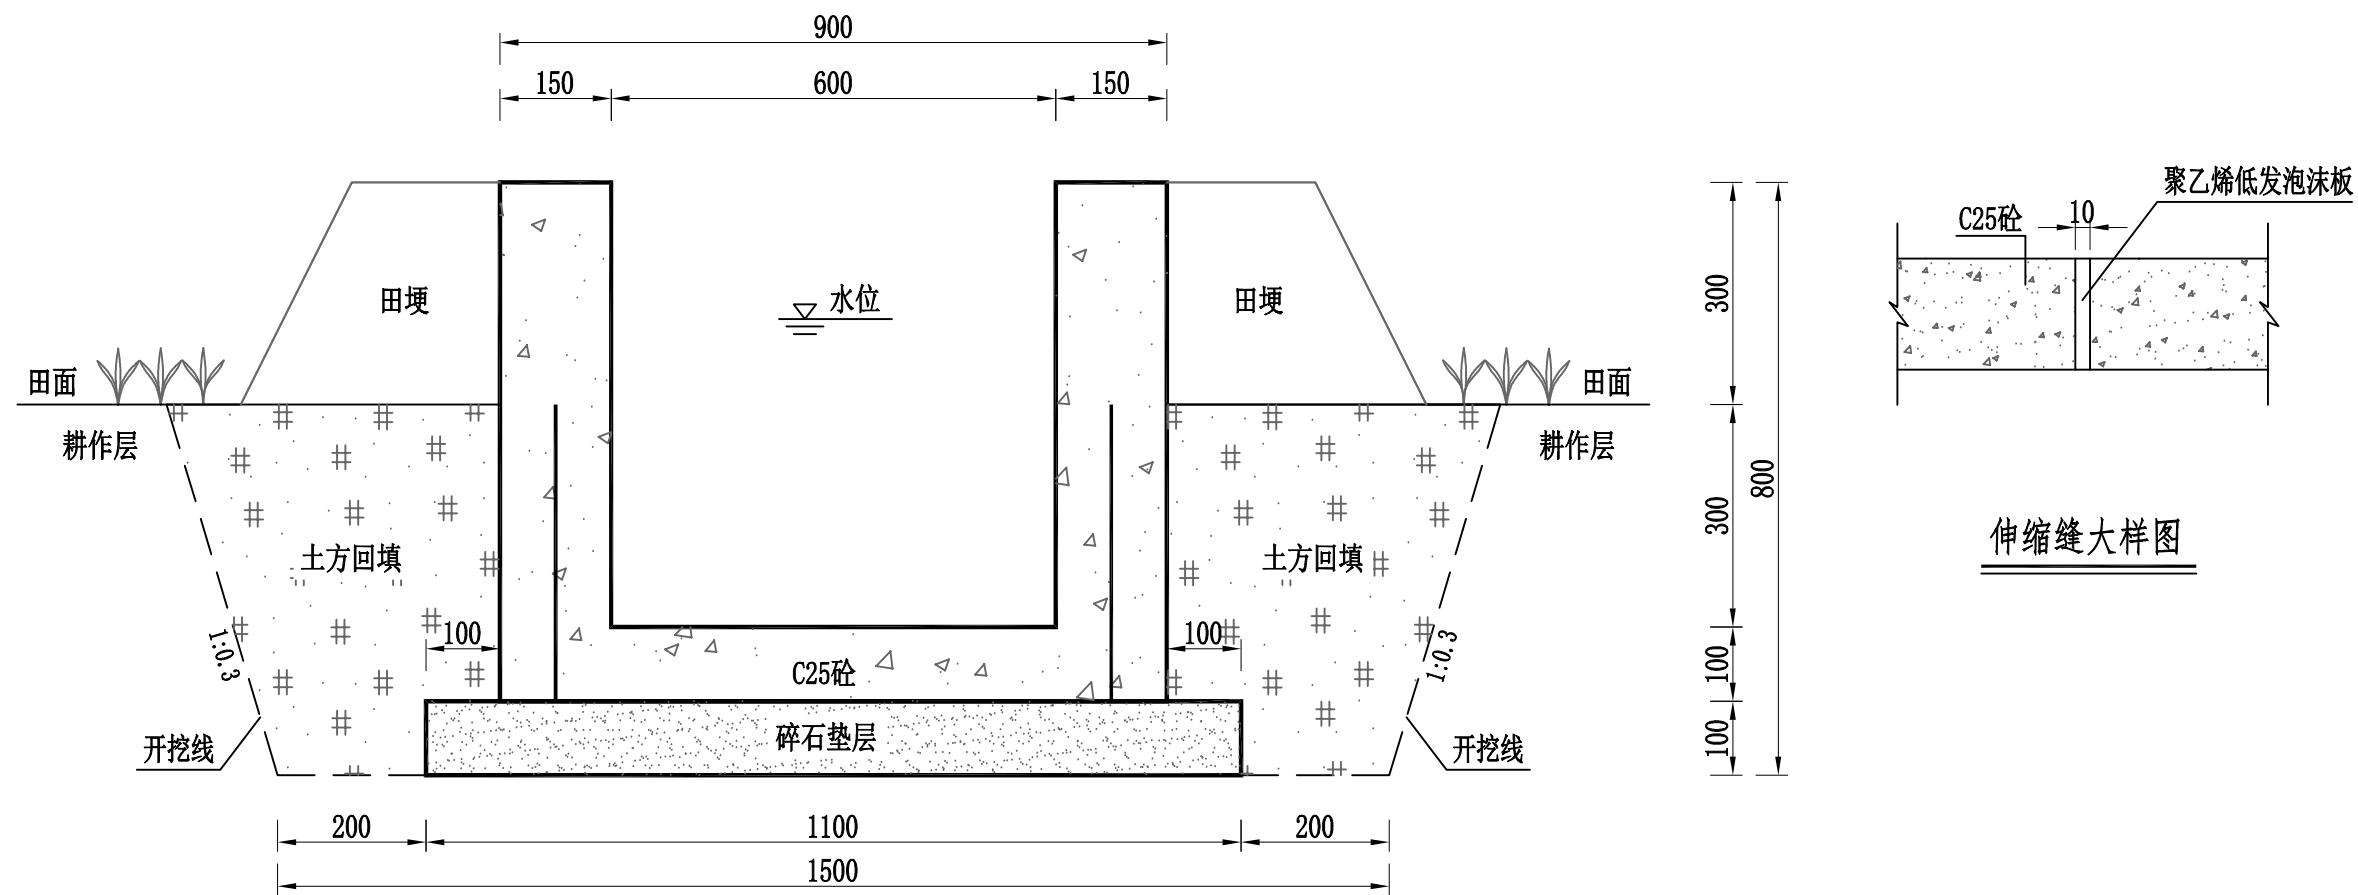 900
150
600
150
聚乙烯低发泡沫板
C25砼
10
田埂
水位
田埂
300
田面
田面
耕作层
耕作层
800
300
伸缩缝大样图
土方回填
土方回填
100
100
1:0.3
1:0.3
100
C25砼
碎石垫层
100
开挖线
开挖线
200
1100
200
1500